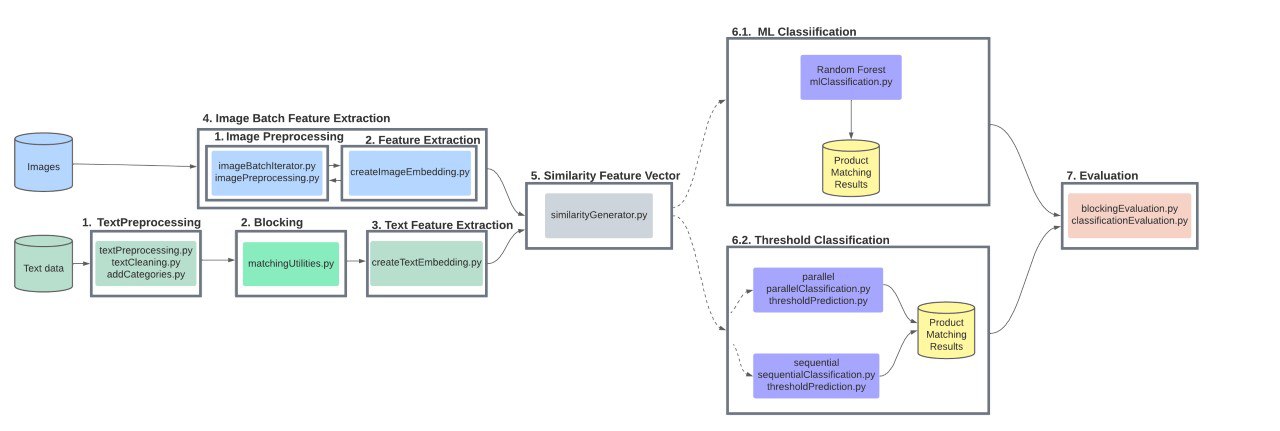 6.1.  ML Classiification
Random Forest
mlClassification.py
Product
Matching
Results
4. Image Batch Feature Extraction
1. Image Preprocessing
2. Feature Extraction
Images
imageBatchIterator.py
imagePreprocessing.py
createImageEmbedding.py
5. Similarity Feature Vector
similarityGenerator.py
7. Evaluation
blockingEvaluation.py
classificationEvaluation.py
1.  TextPreprocessing
2. Blocking
3. Text Feature Extraction
Text data
textPreprocessing.py
textCleaning.py
addCategories.py
matchingUtilities.py
createTextEmbedding.py
6.2. Threshold Classification
parallel
parallelClassification.py
thresholdPrediction.py
Product
Matching
Results
sequential
sequentialClassification.py
thresholdPrediction.py